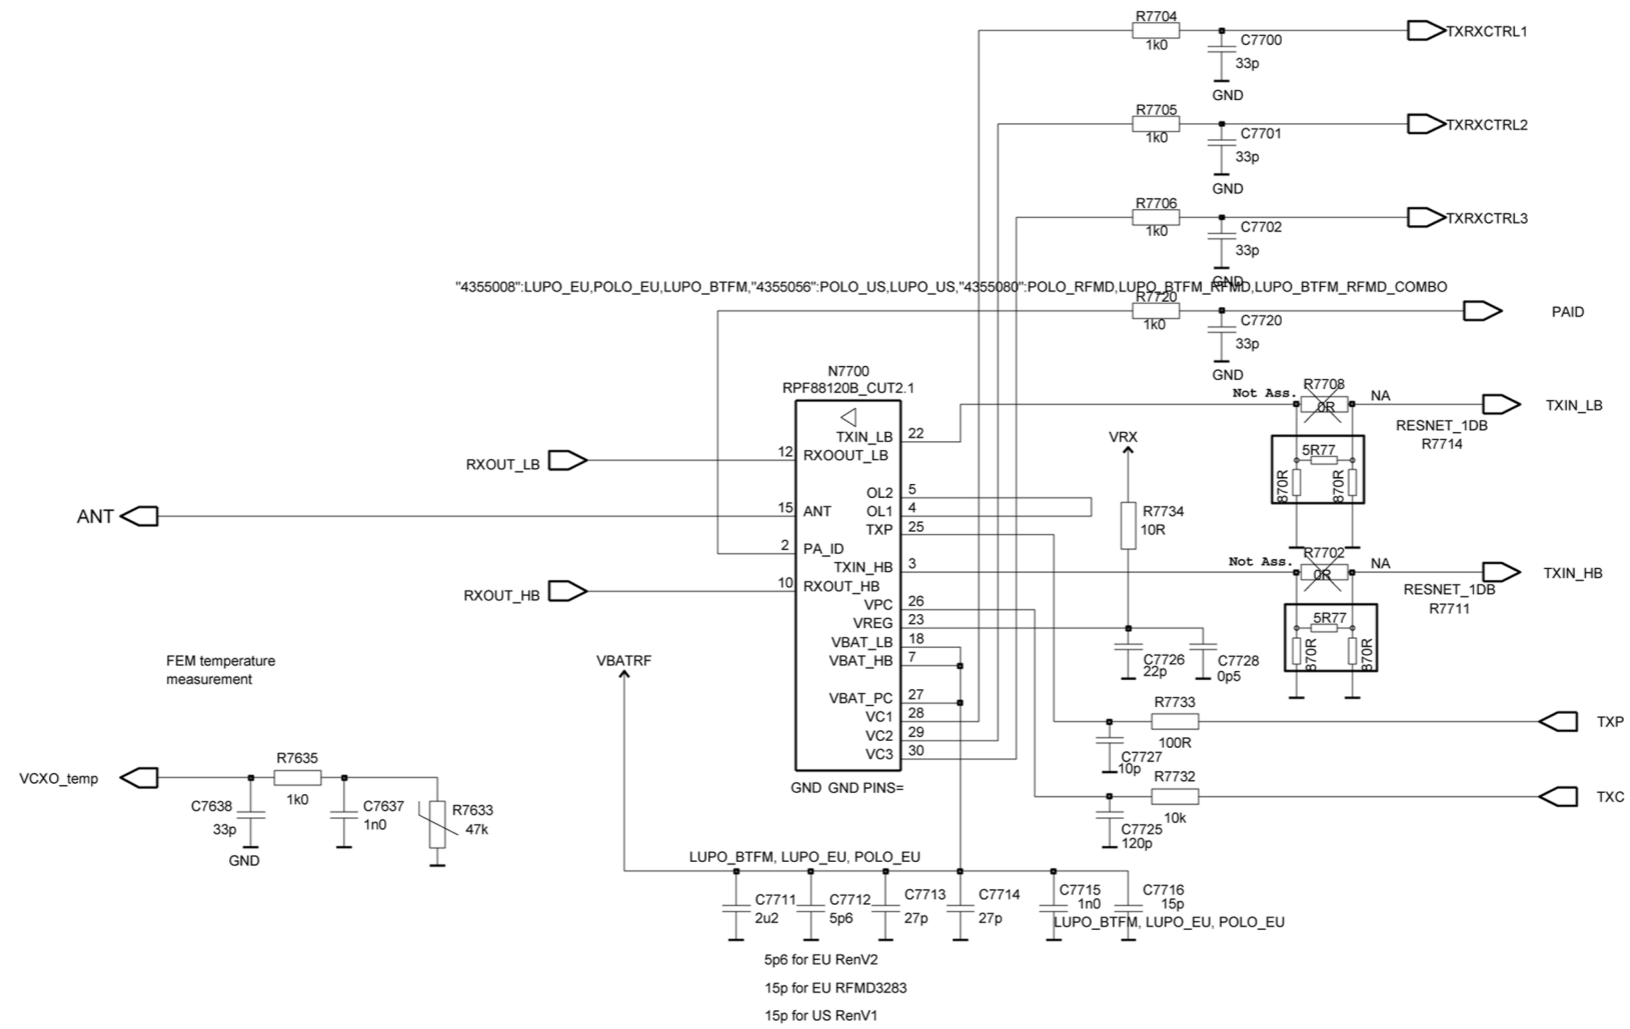 R7704
1k0
C7700
33p
GND
TXRXCTRL1
R7705
1k0
C7701
33p
GND
TXRXCTRL2
R7706
1k0
C7702
33p
GND
TXRXCTRL3
"4355008":LUPO_EU,POLO_EU,LUPO_BTFM,"4355056":POLO_US,LUPO_US,"4355080":POLO_RFMD,LUPO_BTFM_RFMD,LUPO_BTFM_RFMD_COMBO
R7720
1k0
C7720
33p
GND
PAID
N7700
RPF88120B_CUT2.1
Not Ass.
R7708
0R
NA
TXIN_LB
RESNET_1DB
R7714
5R77
870R
870R
TXIN_LB
22
12
RXOOUT_LB
RXOUT_LB
VRX
OL2
5
OL1
4
TXP
25
ANT
15
ANT
R7734
10R
2
PA_ID
TXIN_HB
3
Not Ass.
R7702
0R
NA
TXIN_HB
RESNET_1DB
R7711
5R77
870R
870R
RXOUT_HB
10
RXOUT_HB
VPC
26
VREG
23
VBAT_LB
18
VBAT_HB
7
VBAT_PC
27
VC1
28
VC2
29
VC3
30
GND GND PINS=
C7726
22p
C7728
0p5
FEM temperature
measurement
VBATRF
R7733
100R
C7727
10p
TXP
R7732
10k
C7725
120p
TXC
VCXO_temp
R7635
1k0
C7638
33p
GND
C7637
1n0
R7633
47k
LUPO_BTFM, LUPO_EU, POLO_EU
C7711
2u2
C7712
5p6
C7713
27p
C7714
27p
C7715
1n0
C7716
15p
LUPO_BTFM, LUPO_EU, POLO_EU
5p6 for EU RenV2
15p for EU RFMD3283
15p for US RenV1